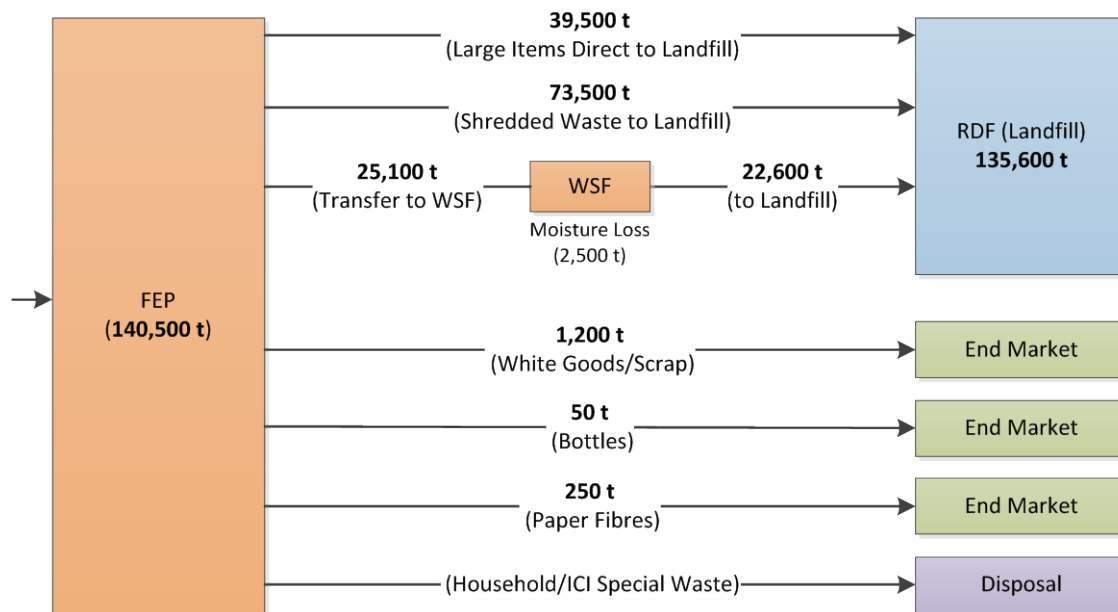 39,500 t
(Large Items Direct to Landfill)
73,500 t
(Shredded Waste to Landfill)
RDF (Landfill)
135,600 t
25,100 t
(Transfer to WSF)
WSF
22,600 t
(to Landfill)
Moisture Loss
(2,500 t)
FEP
(140,500 t)
1,200 t
(White Goods/Scrap)
End Market
50 t
(Bottles)
End Market
250 t
(Paper Fibres)
End Market
(Household/ICI Special Waste)
Disposal